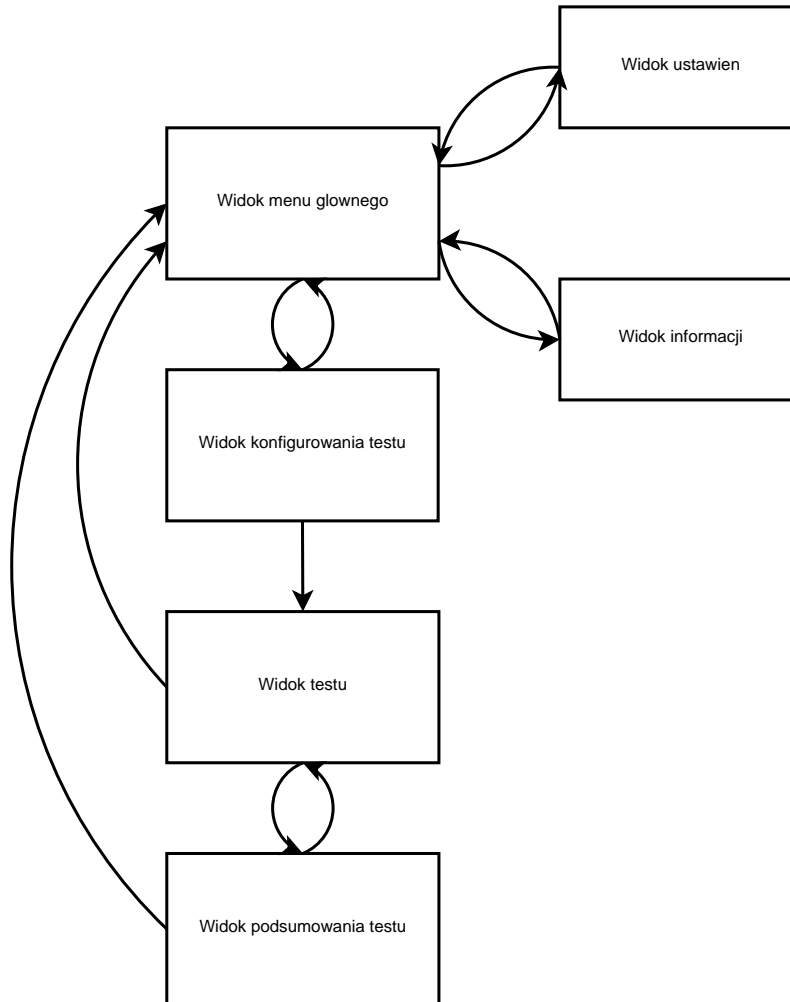 Widok ustawien
Widok menu glownego
Widok informacji
Widok konfigurowania testu
Widok testu
Widok podsumowania testu